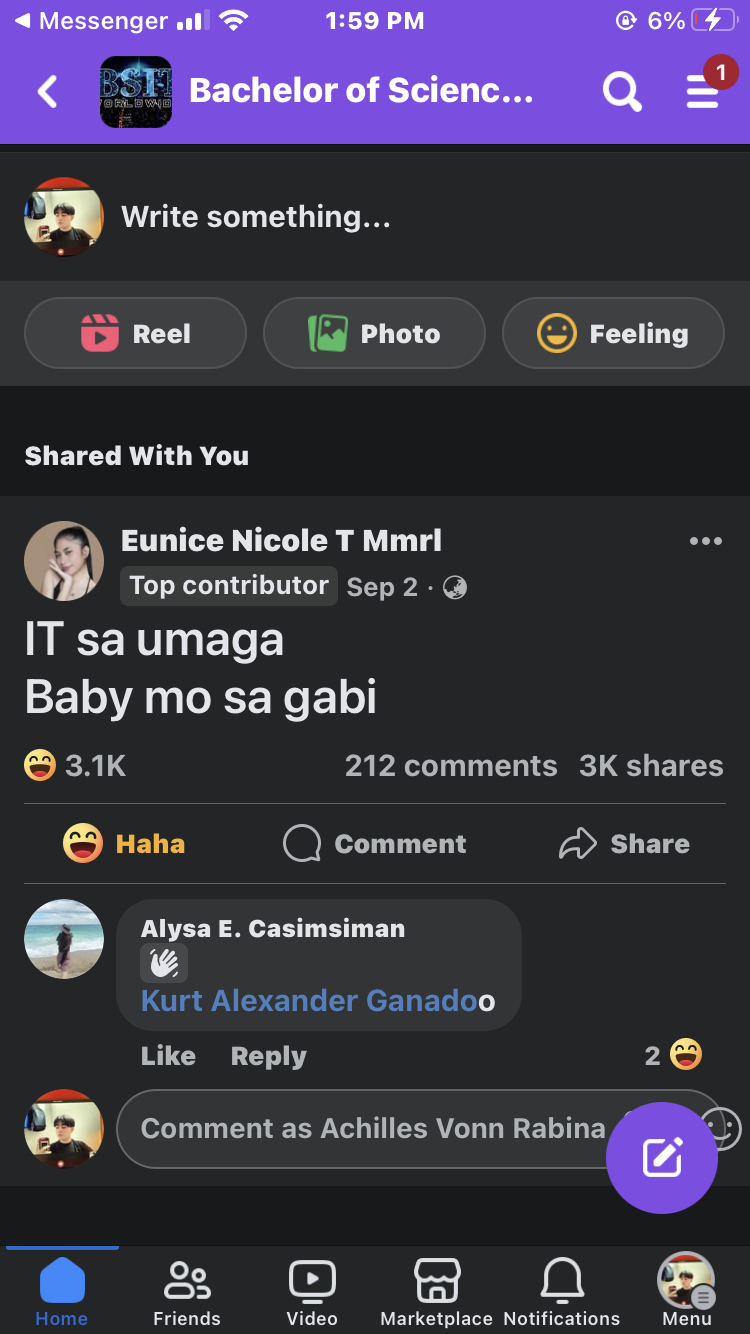 Messenger
1:59 PM
6%
BSIT
WORLDWIDE
Bachelor of Scienc...
1
Write something...
Reel
Photo
Feeling
Shared With You
Eunice Nicole T Mmrl
Top contributor Sep 2 ·
IT sa umaga
Baby mo sa gabi
3.1K 212 comments 3K shares
Haha Comment Share
Alysa E. Casimsiman
Kurt Alexander Ganadoo
Like Reply 2
Comment as Achilles Vonn Rabina
Home Friends Video Marketplace Notifications Menu